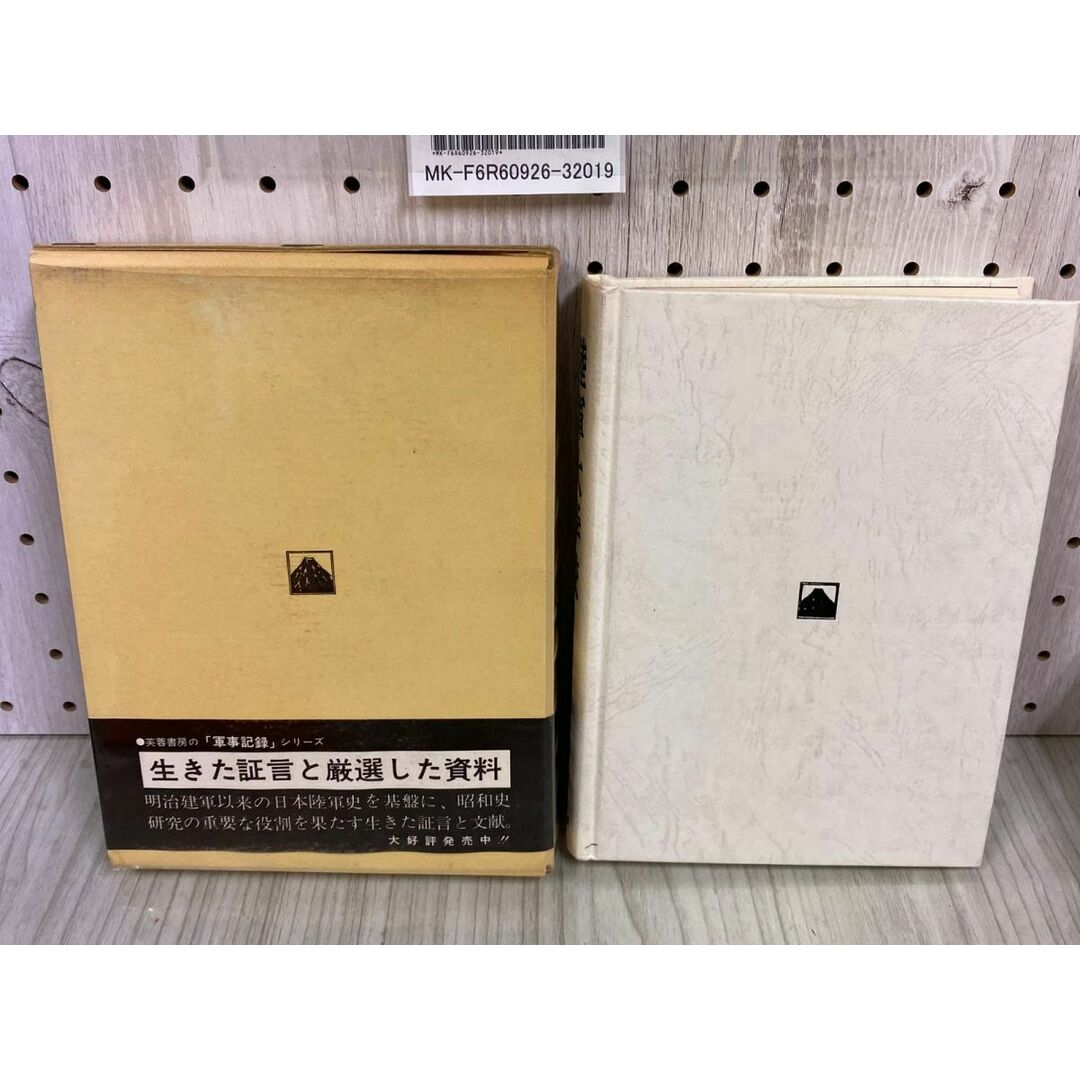 *MK-F6R60926-32019*
MK-F6R60926-32019
●芙蓉書房の「軍事記録」シリーズ
生きた証言と厳選した資料
明治建軍以来の日本陸軍史を基盤に、昭和史
研究の重要な役割を果たす生きた証言と文献。
大好評発売中!!